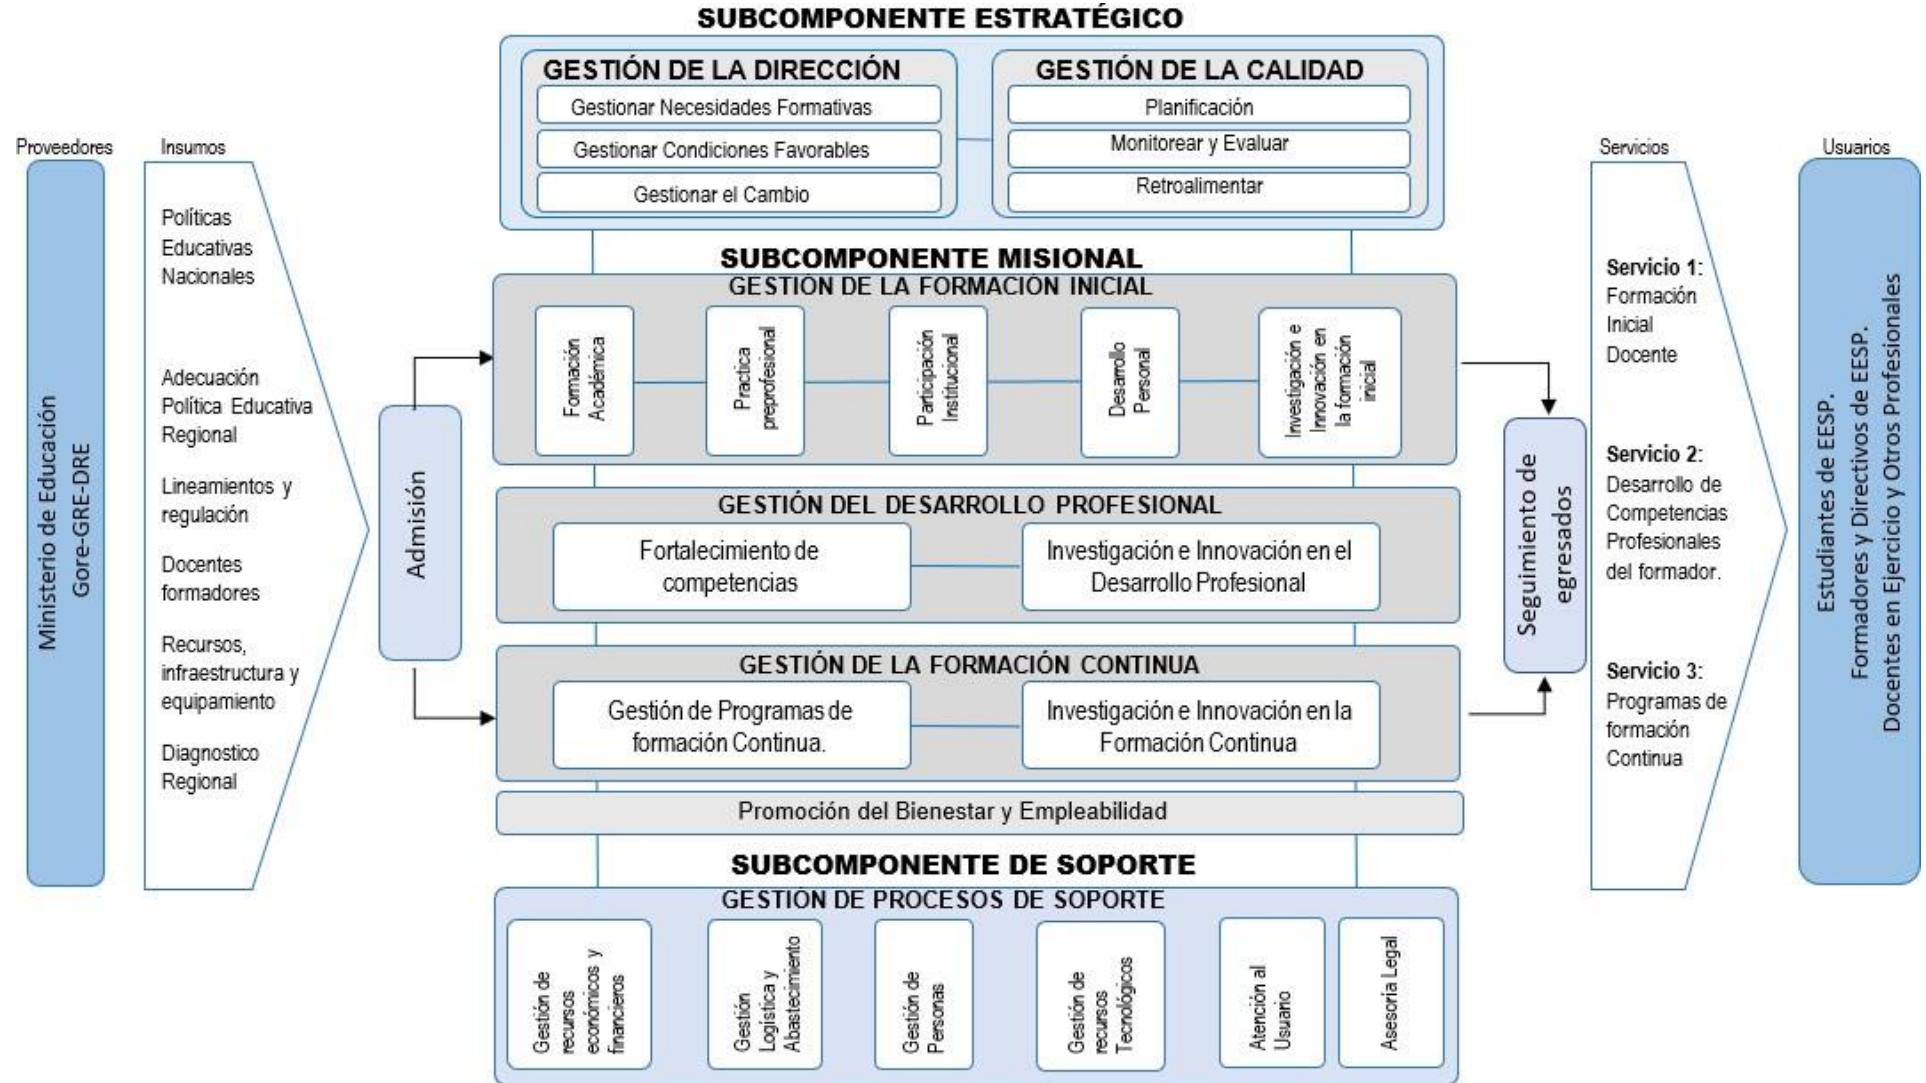 SUBCOMPONENTE ESTRATÉGICO
GESTIÓN DE LA DIRECCIÓN
Gestionar Necesidades Formativas
Gestionar Condiciones Favorables
Gestionar el Cambio
GESTIÓN DE LA CALIDAD
Planificación
Monitorear y Evaluar
Retroalimentar
Proveedores
Ministerio de Educación
Gore-GRE-DRE
Insumos
Políticas
Educativas
Nacionales
Adecuación
Política Educativa
Regional
Lineamientos y
regulación
Docentes
formadores
Recursos,
infraestructura y
equipamiento
Diagnostico
Regional
Admisión
SUBCOMPONENTE MISIONAL
GESTIÓN DE LA FORMACIÓN INICIAL
Formación
Académica
Practica
preprofesional
Participación
Institucional
Desarrollo
Personal
Investigación e
Innovación en
la formación
inicial
GESTIÓN DEL DESARROLLO PROFESIONAL
Fortalecimiento de
competencias
Investigación e Innovación en el
Desarrollo Profesional
GESTIÓN DE LA FORMACIÓN CONTINUA
Gestión de Programas de
formación Continua.
Investigación e Innovación en la
Formación Continua
Promoción del Bienestar y Empleabilidad
SUBCOMPONENTE DE SOPORTE
GESTIÓN DE PROCESOS DE SOPORTE
Gestión de
recursos
económicos y
financieros
Gestión
Logística y
Abastecimiento
Gestión de
Personas
Gestión de
recursos
Tecnológicos
Atención al
Usuario
Asesoría Legal
Seguimiento de
egresados
Servicios
Servicio 1:
Formación
Inicial
Docente
Servicio 2:
Desarrollo de
Competencias
Profesionales
del formador.
Servicio 3:
Programas de
formación
Continua
Usuarios
Estudiantes de EESP.
Formadores y Directivos de EESP.
Docentes en Ejercicio y Otros Profesionales